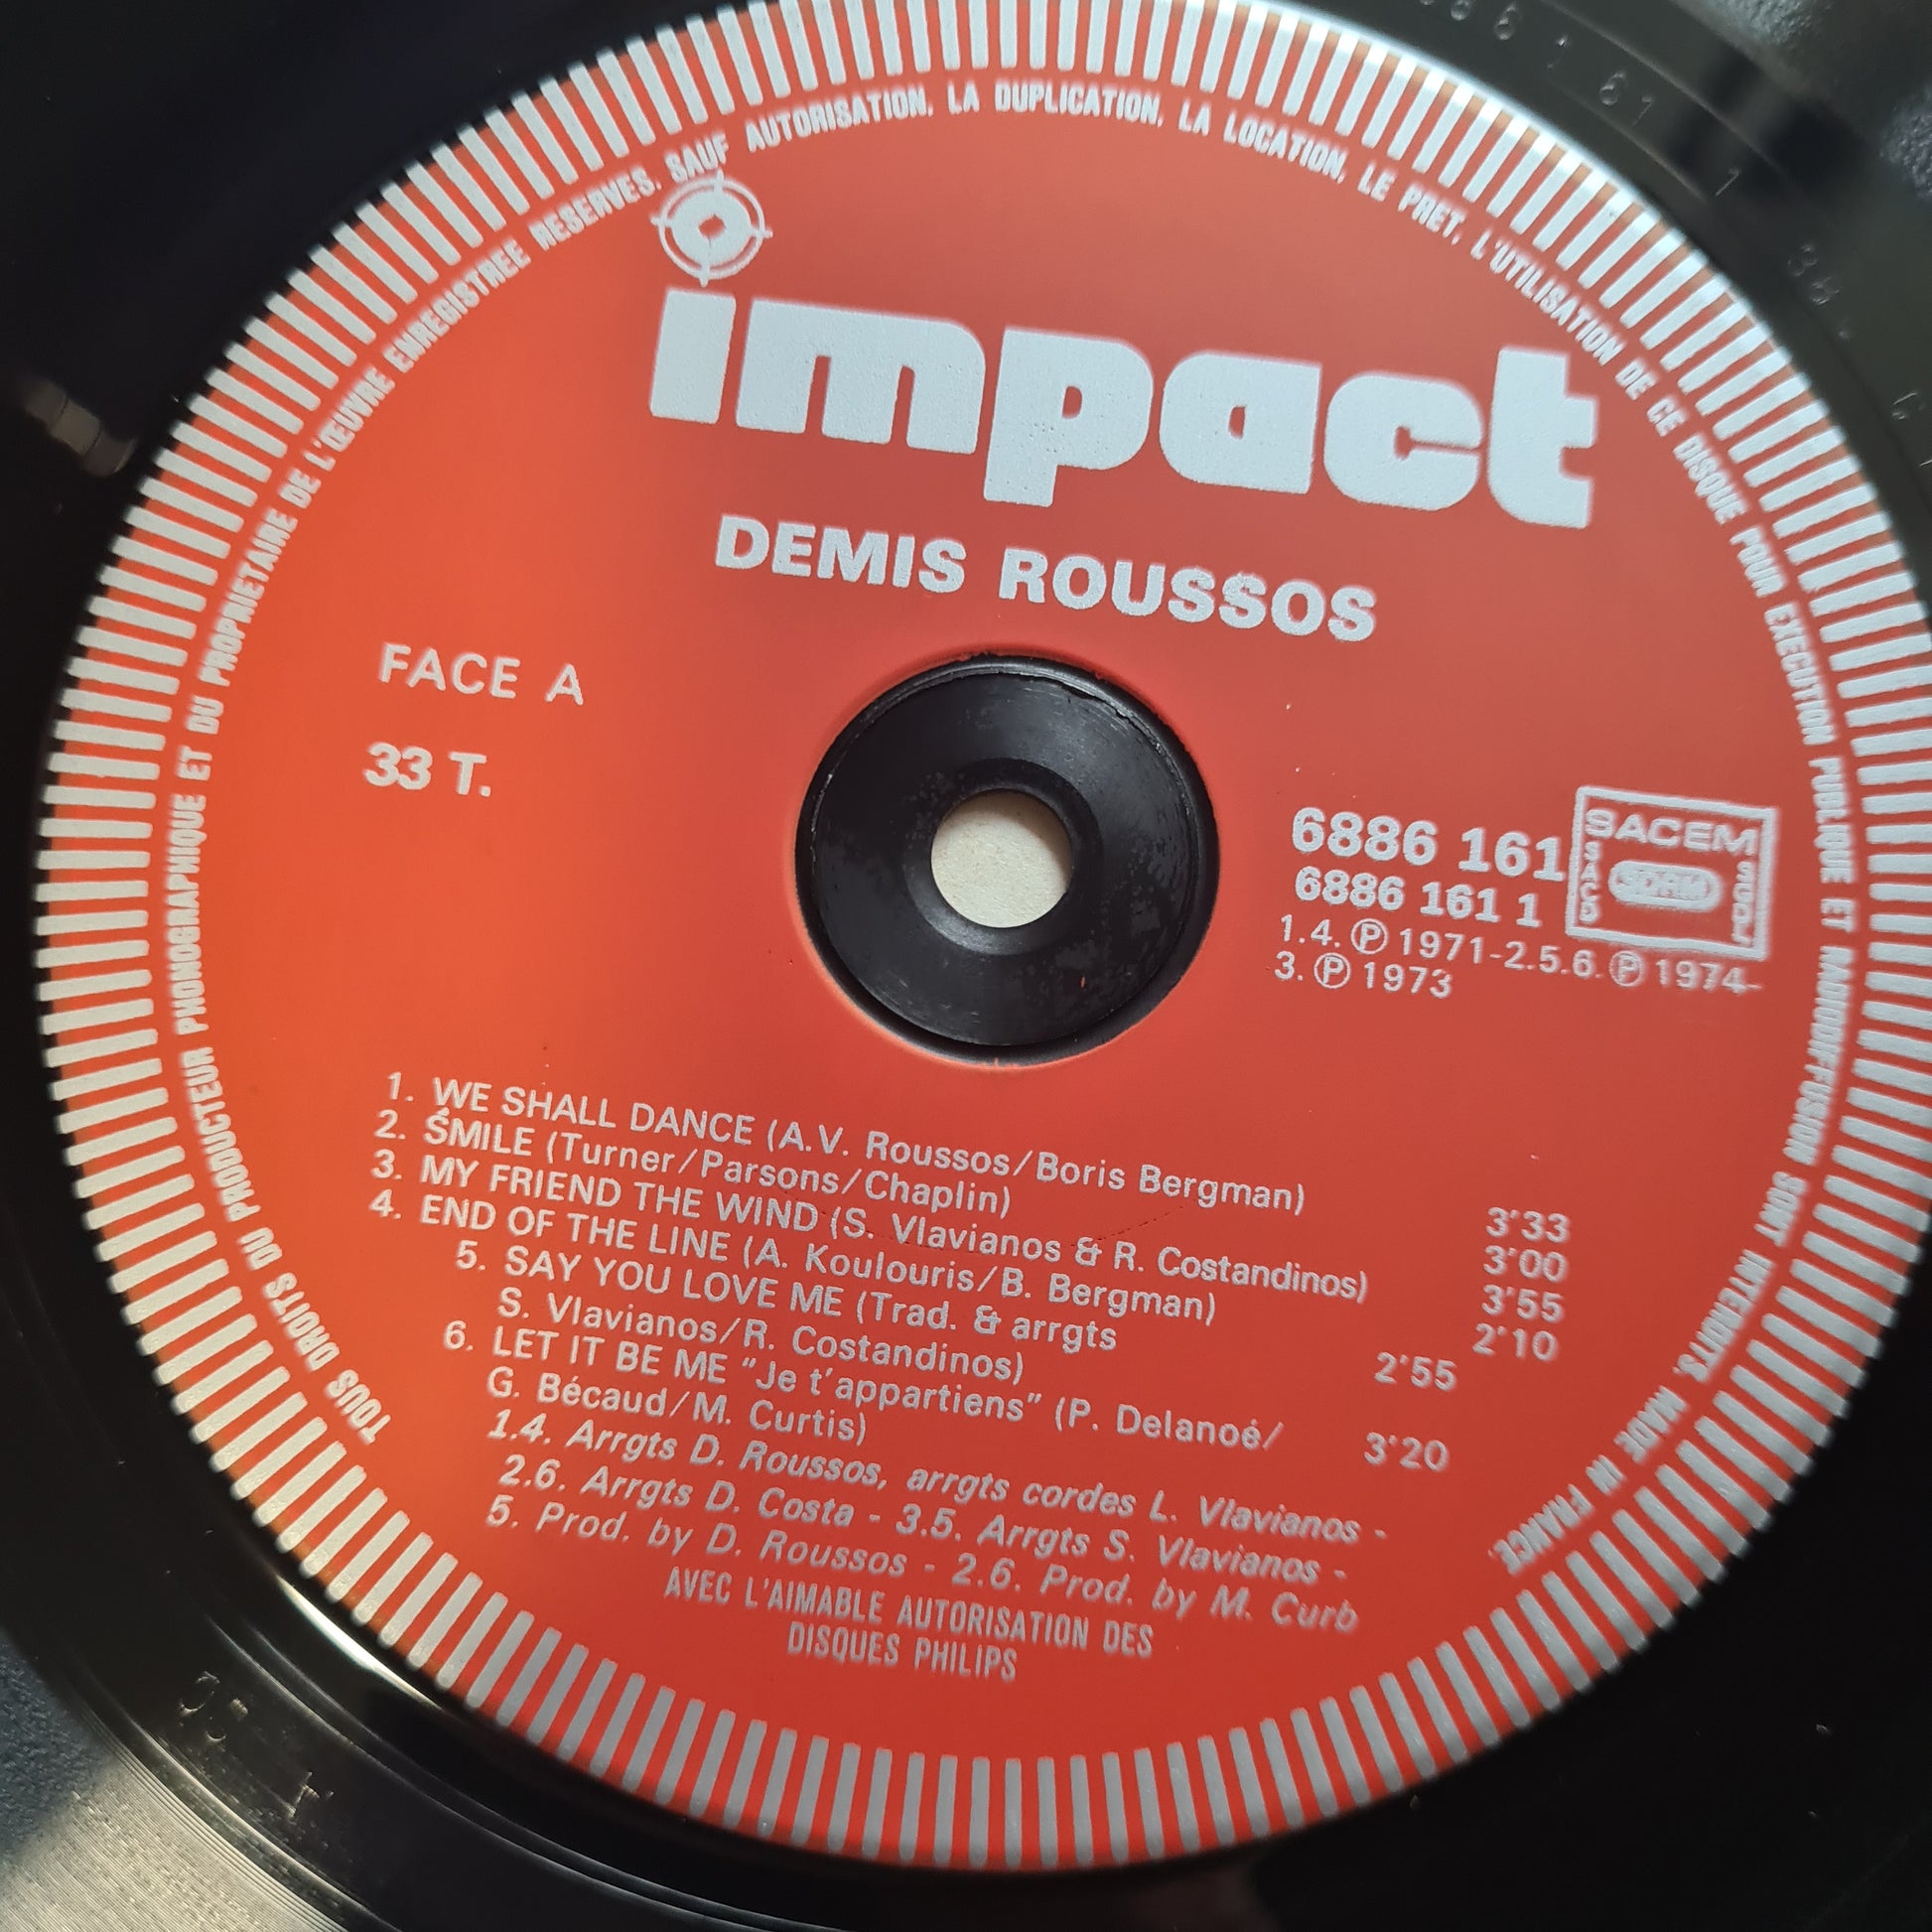 TOUS DROITS DU PRODUCTEUR PHONOGRAPHIQUE ET DU PROPRIETAIRE DE L'ŒUVRE ENREGISTREE RESERVES. SAUF AUTORISATION, LA DUPLICATION, LA LOCATION, LE PRET, L'UTILISATION DE CE DISQUE POUR EXECUTION PUBLIQUE ET RADIODIFFUSION SONT INTERDITS. MADE IN FRANCE.
impact
DEMIS ROUSSOS
FACE A
33 T.
6886 161
6886 161 1
SACEM
SACD
SDRM
SGDL
1.4. ℗ 1971-2.5.6. ℗ 1974-
3. ℗ 1973
1. WE SHALL DANCE (A.V. Roussos/Boris Bergman) 3'33
2. SMILE (Turner/Parsons/Chaplin) 3'00
3. MY FRIEND THE WIND (S. Vlavianos & R. Costandinos) 3'55
4. END OF THE LINE (A. Koulouris/B. Bergman) 2'10
5. SAY YOU LOVE ME (Trad. & arrgts
S. Vlavianos/R. Costandinos) 2'55
6. LET IT BE ME "Je t'appartiens" (P. Delanoé/
G. Bécaud/M. Curtis) 3'20
1.4. Arrgts D. Roussos, arrgts cordes L. Vlavianos -
2.6. Arrgts D. Costa - 3.5. Arrgts S. Vlavianos -
5. Prod. by D. Roussos - 2.6. Prod. by M. Curb
AVEC L'AIMABLE AUTORISATION DES
DISQUES PHILIPS